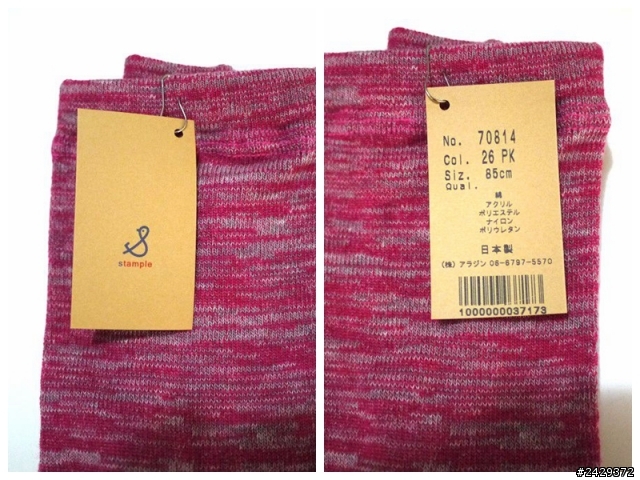 stample
No. 70814
Col. 26 PK
Siz. 85cm
Qual.
綿
アクリル
ポリエステル
ナイロン
ポリウレタン
日本製
(株) アラジン 06-6797-5570
1000000037173
#2429372